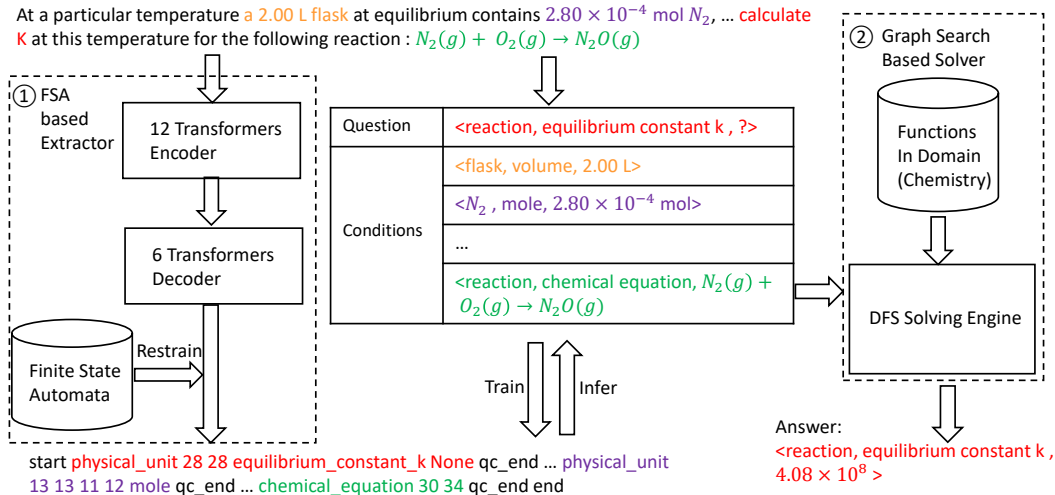 At a particular temperature a 2.00 L flask at equilibrium contains 2.80 × 10⁻⁴ mol N₂, ... calculate
K at this temperature for the following reaction : N₂(g) + O₂(g) → N₂O(g)
① FSA
based
Extractor
12 Transformers
Encoder
6 Transformers
Decoder
Finite State
Automata
Restrain
Question
<reaction, equilibrium constant k , ?>
Conditions
<flask, volume, 2.00 L>
<N₂ , mole, 2.80 × 10⁻⁴ mol>
...
<reaction, chemical equation, N₂(g) +
O₂(g) → N₂O(g)
Train
Infer
② Graph Search
Based Solver
Functions
In Domain
(Chemistry)
DFS Solving Engine
Answer:
<reaction, equilibrium constant k ,
4.08 × 10⁸ >
start physical_unit 28 28 equilibrium_constant_k None qc_end ... physical_unit
13 13 11 12 mole qc_end ... chemical_equation 30 34 qc_end end